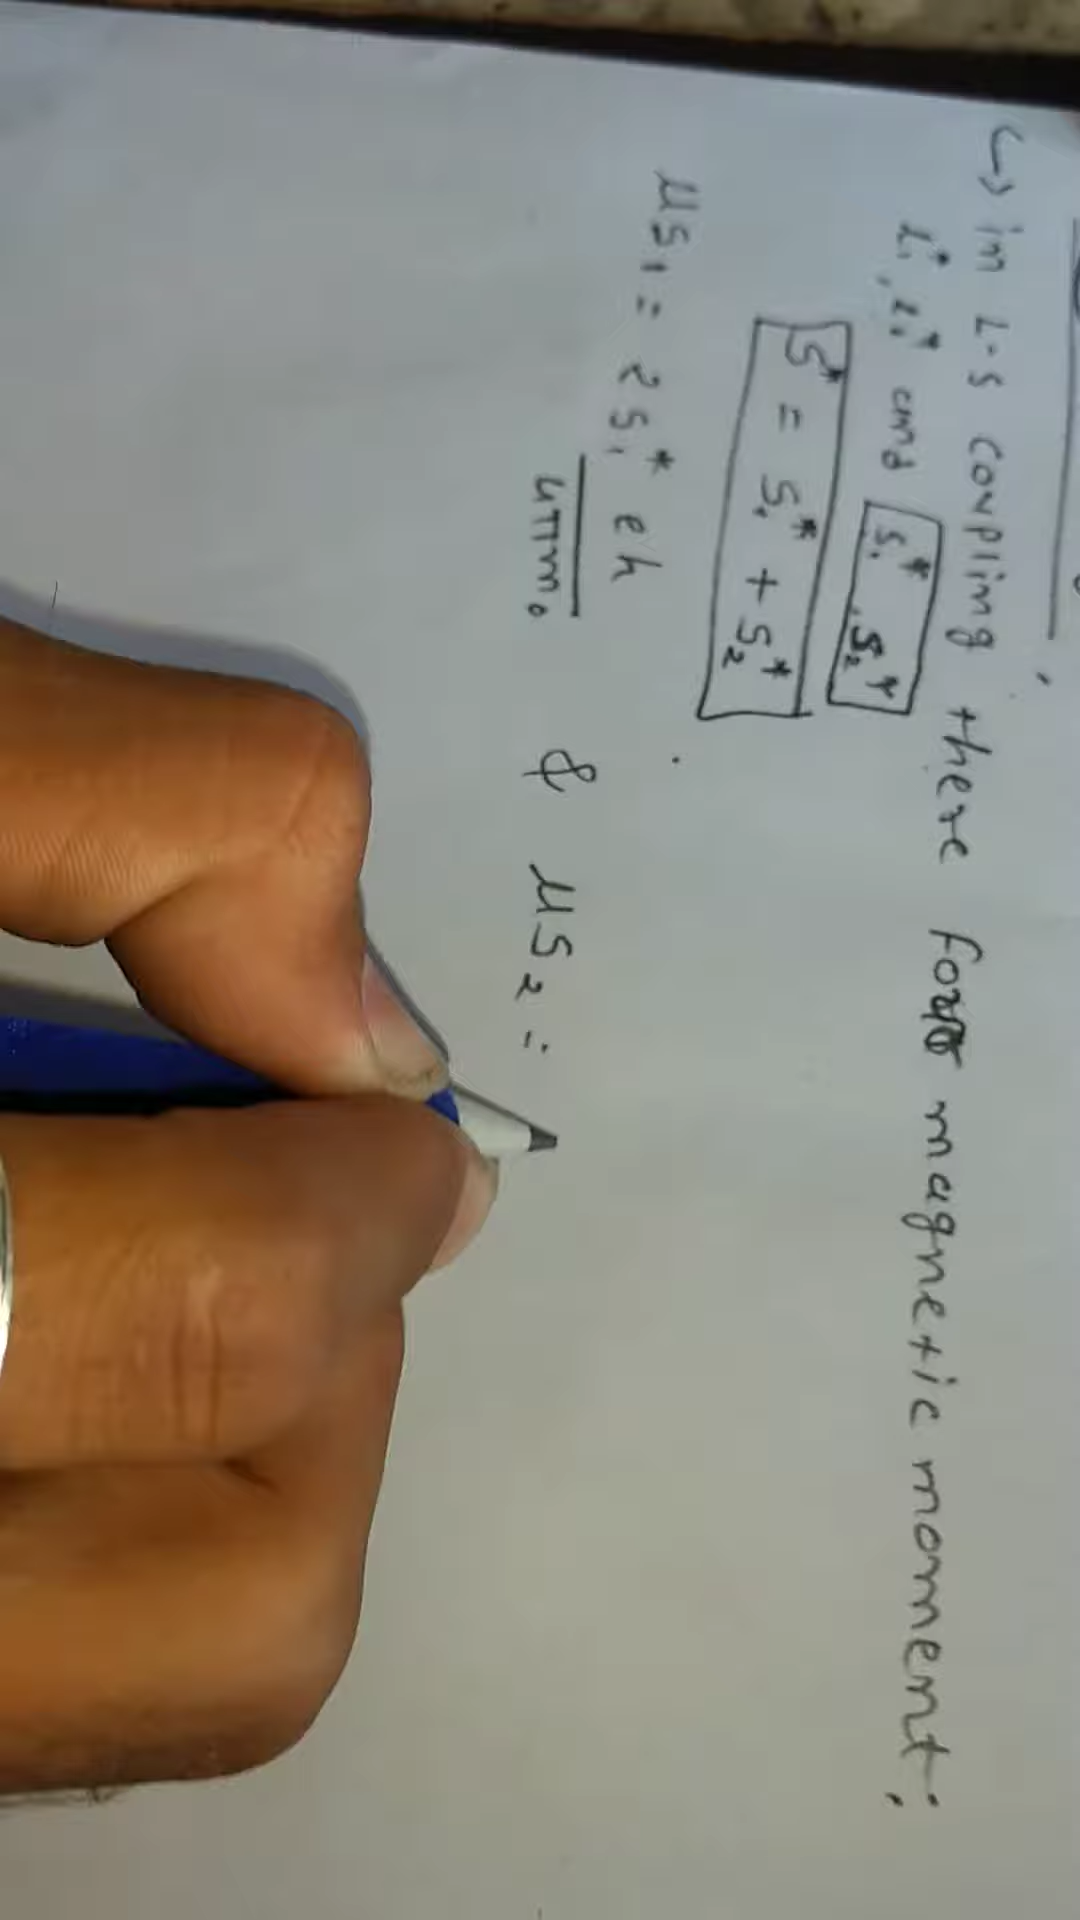 ↳ in L-S coupling there four magnetic moment;
l₁*, l₂* and s₁*, s₂*
S* = S₁* + S₂*
μs₁ = 2s₁* eh / 4πm₀ & μs₂ =